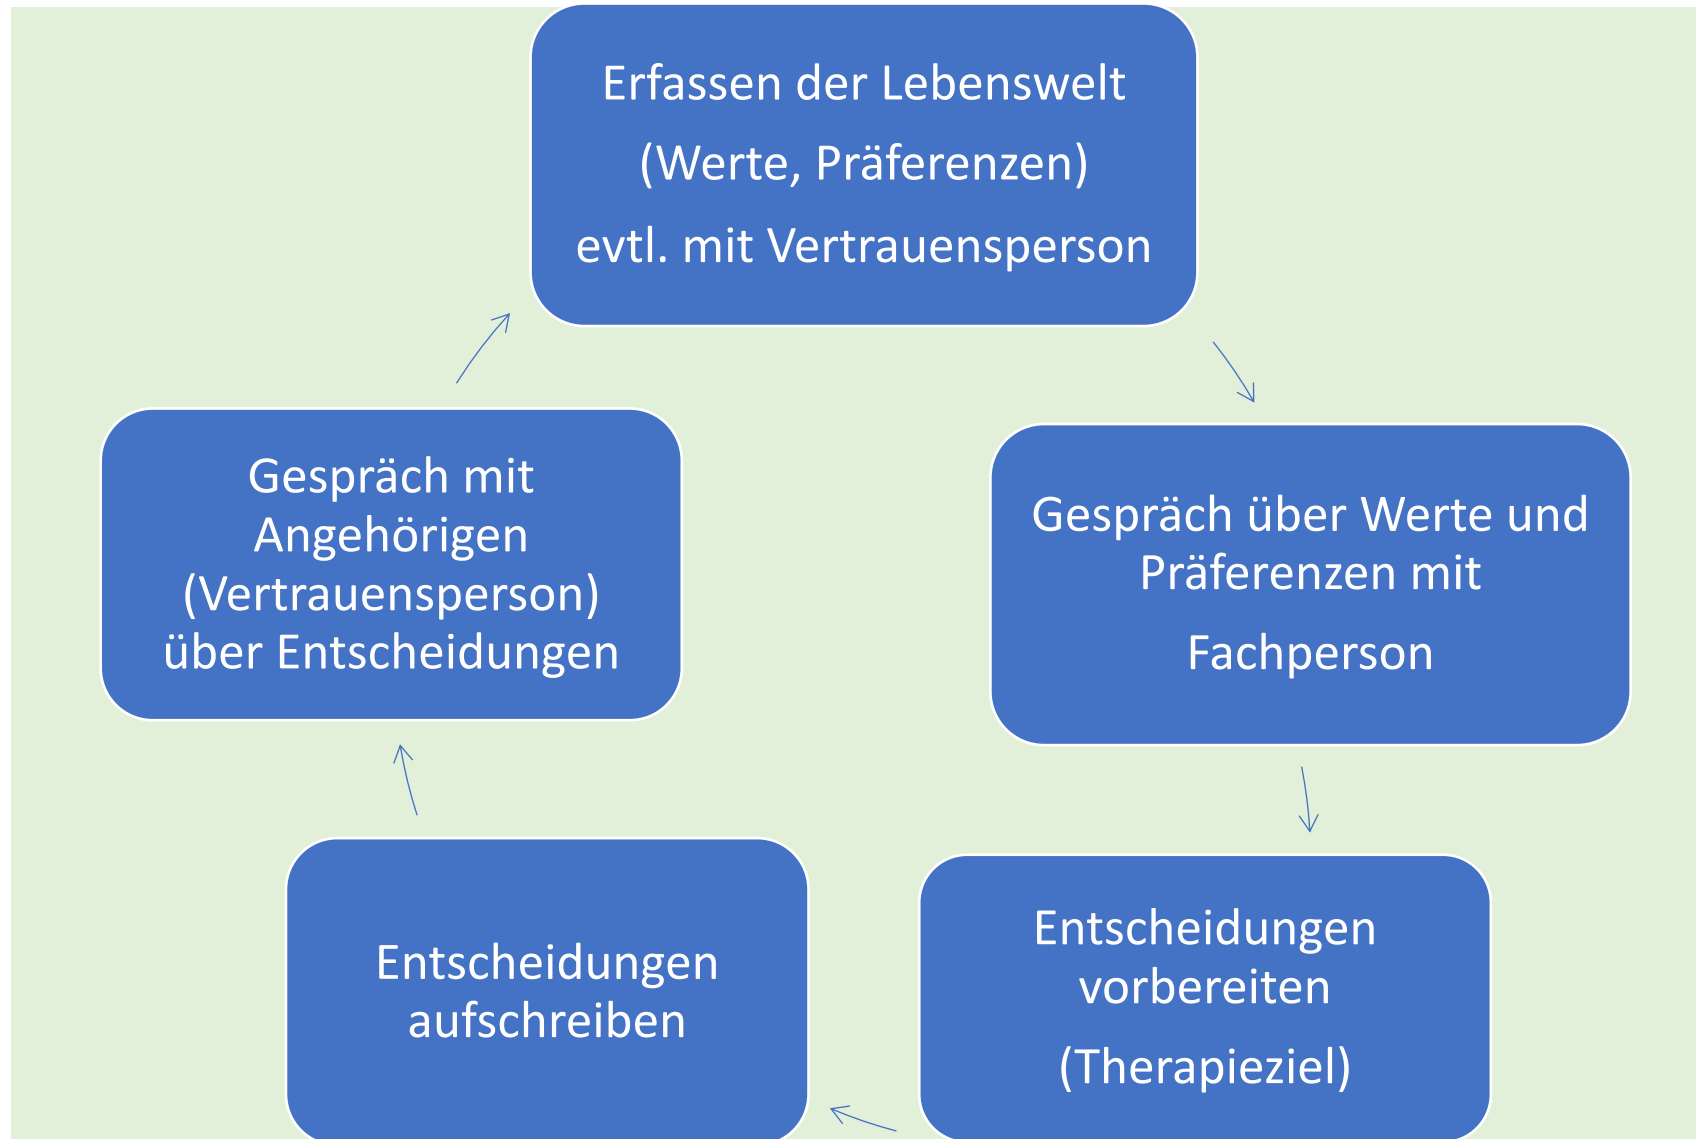 Erfassen der Lebenswelt
(Werte, Präferenzen)
evtl. mit Vertrauensperson
Gespräch über Werte und
Präferenzen mit
Fachperson
Entscheidungen
vorbereiten
(Therapieziel)
Entscheidungen
aufschreiben
Gespräch mit
Angehörigen
(Vertrauensperson)
über Entscheidungen